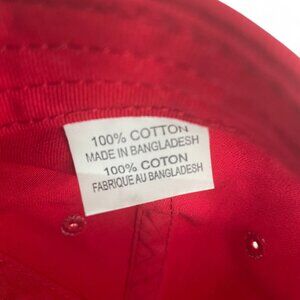 100% COTTON
MADE IN BANGLADESH
100% COTON
FABRIQUE AU BANGLADESH